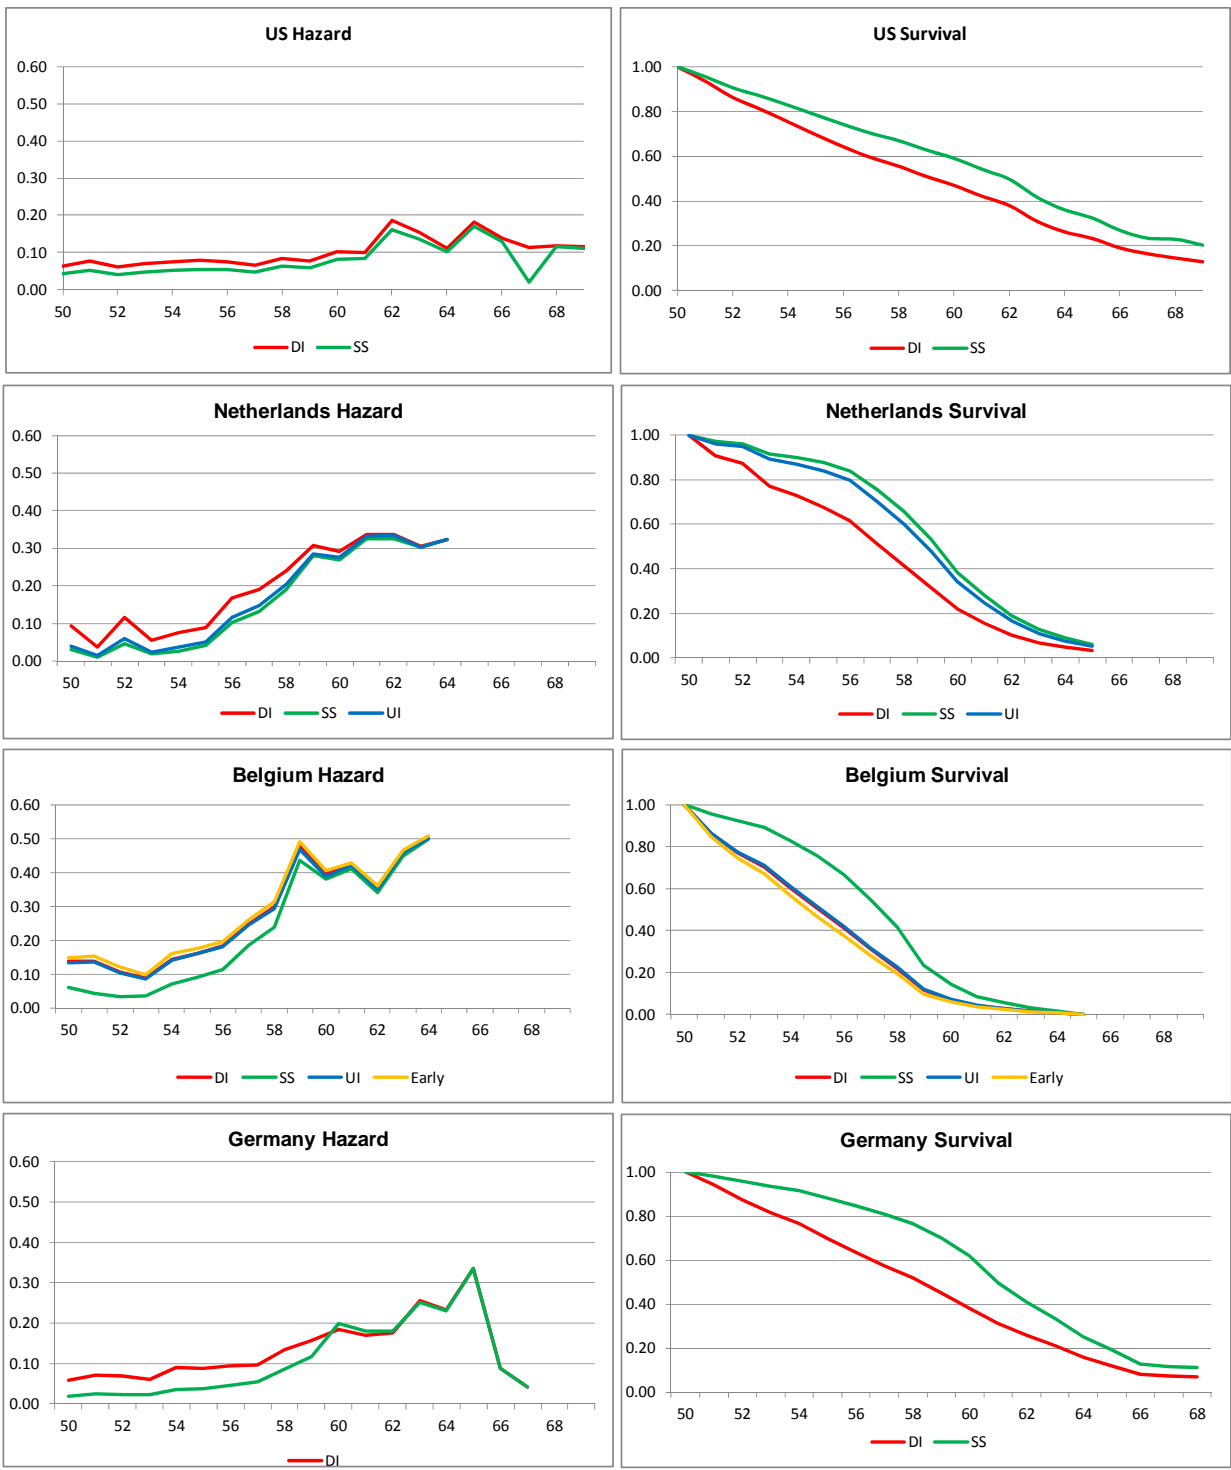 US Hazard
0.60
0.50
0.40
0.30
0.20
0.10
0.00
50 52 54 56 58 60 62 64 66 68
DI SS
US Survival
1.00
0.80
0.60
0.40
0.20
0.00
50 52 54 56 58 60 62 64 66 68
DI SS
Netherlands Hazard
0.60
0.50
0.40
0.30
0.20
0.10
0.00
50 52 54 56 58 60 62 64 66 68
DI SS UI
Netherlands Survival
1.00
0.80
0.60
0.40
0.20
0.00
50 52 54 56 58 60 62 64 66 68
DI SS UI
Belgium Hazard
0.60
0.50
0.40
0.30
0.20
0.10
0.00
50 52 54 56 58 60 62 64 66 68
DI SS UI Early
Belgium Survival
1.00
0.80
0.60
0.40
0.20
0.00
50 52 54 56 58 60 62 64 66 68
DI SS UI Early
Germany Hazard
0.60
0.50
0.40
0.30
0.20
0.10
0.00
50 52 54 56 58 60 62 64 66 68
DI
Germany Survival
1.00
0.80
0.60
0.40
0.20
0.00
50 52 54 56 58 60 62 64 66 68
DI SS